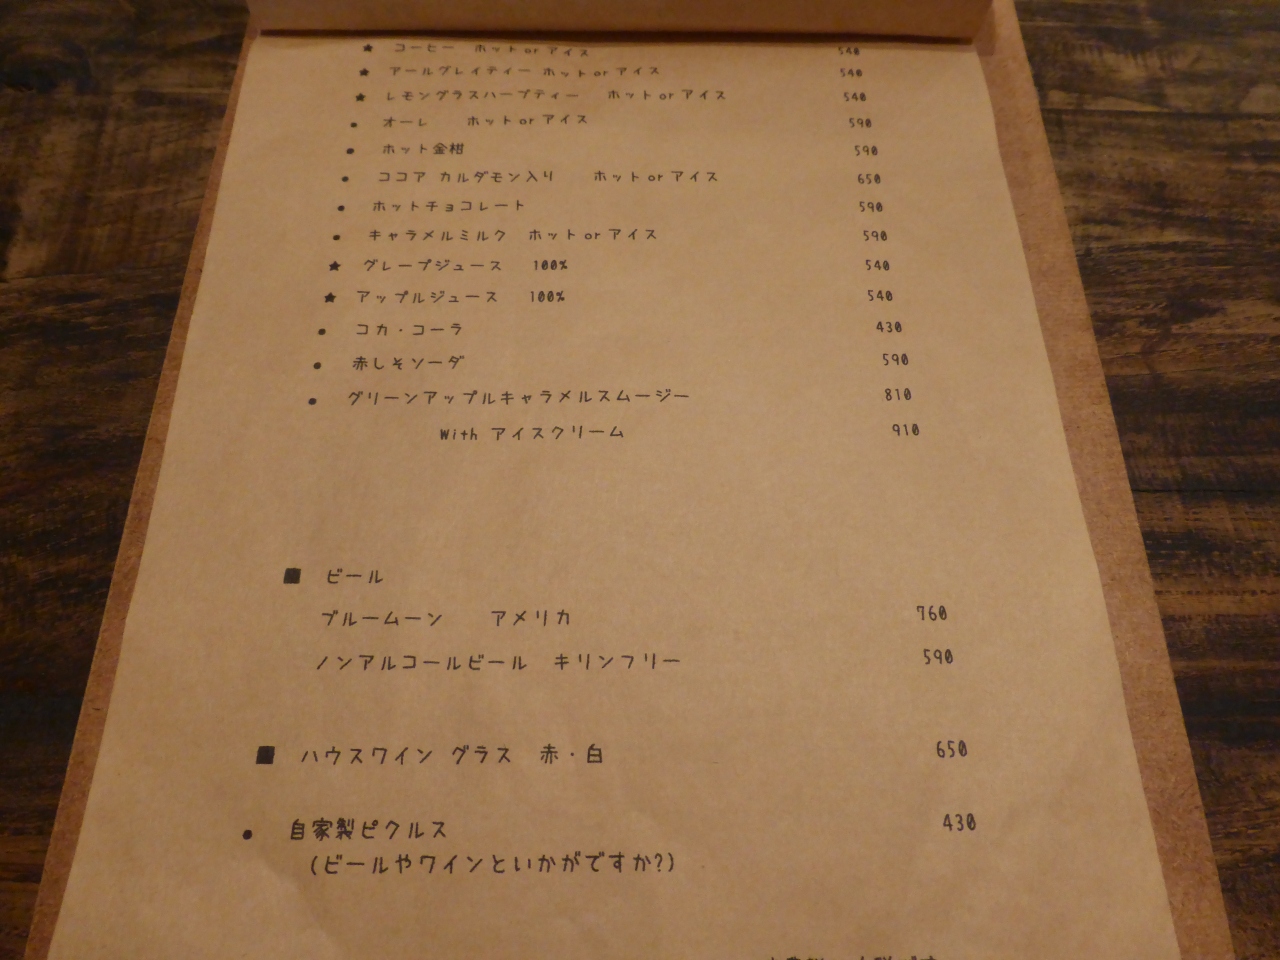 ★ コーヒー ホットorアイス 540
★ アールグレイティー ホットorアイス 540
★ レモングラスハーブティー ホットorアイス 540
● オーレ ホットorアイス 590
● ホット金柑 590
● ココア カルダモン入り ホットorアイス 650
● ホットチョコレート 590
● キャラメルミルク ホットorアイス 590
★ グレープジュース 100% 540
★ アップルジュース 100% 540
● コカ・コーラ 430
● 赤しそソーダ 590
● グリーンアップルキャラメルスムージー 810
With アイスクリーム 910
■ ビール
ブルームーン アメリカ 760
ノンアルコールビール キリンフリー 590
■ ハウスワイン グラス 赤・白 650
● 自家製ピクルス 430
(ビールやワインといかがですか?)